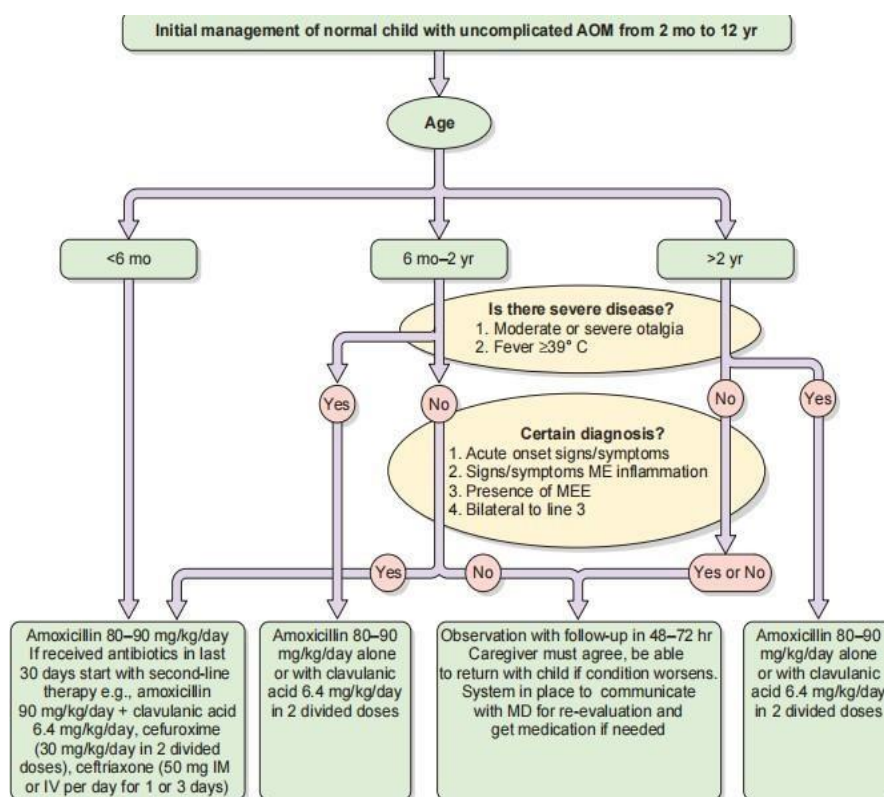 Initial management of normal child with uncomplicated AOM from 2 mo to 12 yr
Age
<6 mo
6 mo–2 yr
>2 yr
Is there severe disease?
1. Moderate or severe otalgia
2. Fever ≥39° C
Yes
No
No
Yes
Certain diagnosis?
1. Acute onset signs/symptoms
2. Signs/symptoms ME inflammation
3. Presence of MEE
4. Bilateral to line 3
Yes
No
Yes or No
Amoxicillin 80–90 mg/kg/day
If received antibiotics in last
30 days start with second-line
therapy e.g., amoxicillin
90 mg/kg/day + clavulanic acid
6.4 mg/kg/day, cefuroxime
(30 mg/kg/day in 2 divided
doses), ceftriaxone (50 mg IM
or IV per day for 1 or 3 days)
Amoxicillin 80–90
mg/kg/day alone
or with clavulanic
acid 6.4 mg/kg/day
in 2 divided doses
Observation with follow-up in 48–72 hr
Caregiver must agree, be able
to return with child if condition worsens.
System in place to communicate
with MD for re-evaluation and
get medication if needed
Amoxicillin 80–90
mg/kg/day alone
or with clavulanic
acid 6.4 mg/kg/day
in 2 divided doses